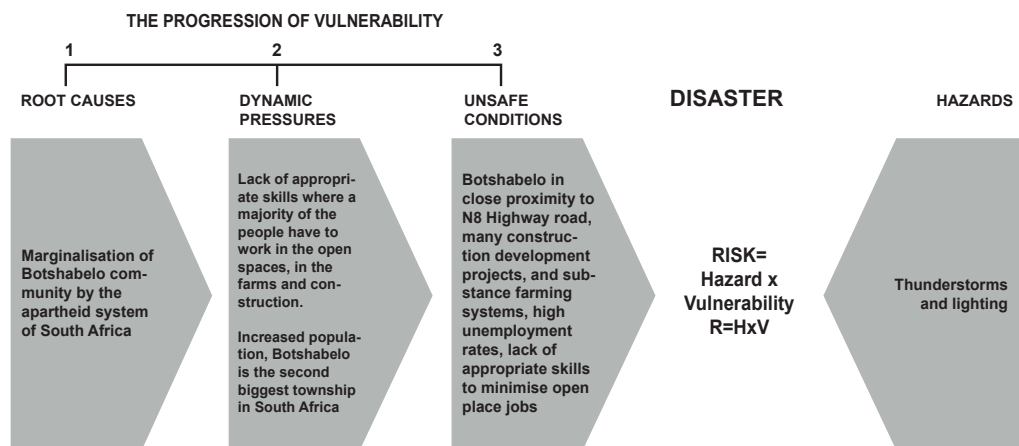 THE PROGRESSION OF VULNERABILITY
1
2
3
ROOT CAUSES
DYNAMIC
PRESSURES
UNSAFE
CONDITIONS
DISASTER
HAZARDS
Marginalisation of
Botshabelo com-
munity by the
apartheid system
of South Africa
Lack of appropri-
ate skills where a
majority of the
people have to
work in the open
spaces, in the
farms and con-
struction.
Increased popula-
tion, Botshabelo
is the second
biggest township
in South Africa
Botshabelo in
close proximity to
N8 Highway road,
many construc-
tion development
projects, and sub-
stance farming
systems, high
unemployment
rates, lack of
appropriate skills
to minimise open
place jobs
RISK=
Hazard x
Vulnerability
R=HxV
Thunderstorms
and lighting